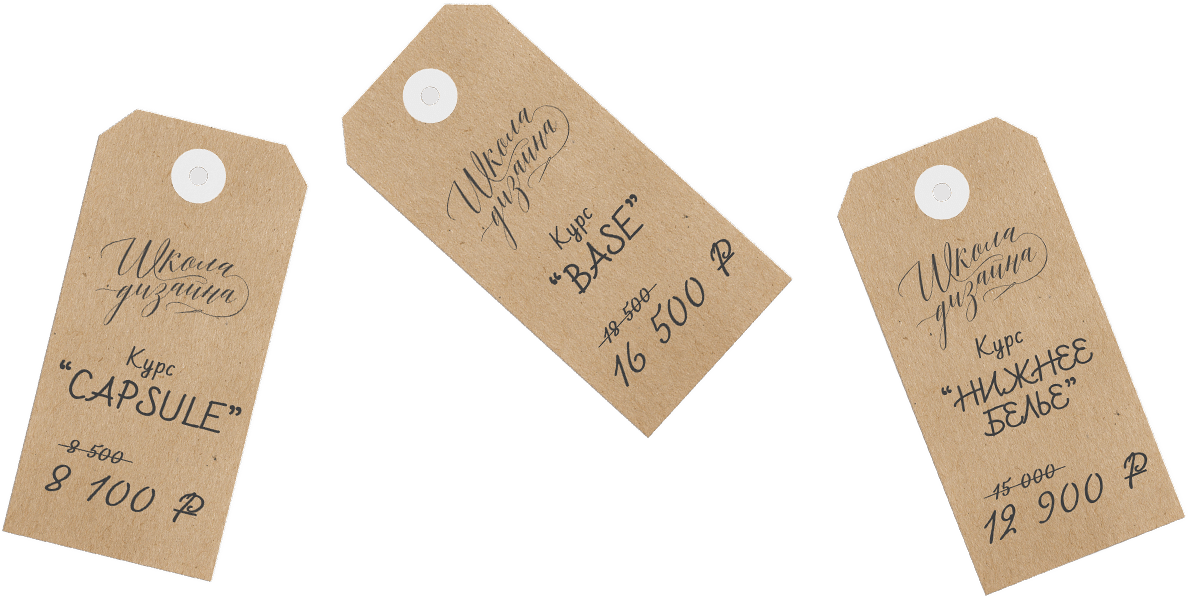 Школа
дизайна
Курс
“CAPSULE”
8 500
8 100 ₽
Школа
дизайна
Курс
“BASE”
18 500
16 500 ₽
Школа
дизайна
Курс
“НИЖНЕЕ
БЕЛЬЕ”
15 000
12 900 ₽